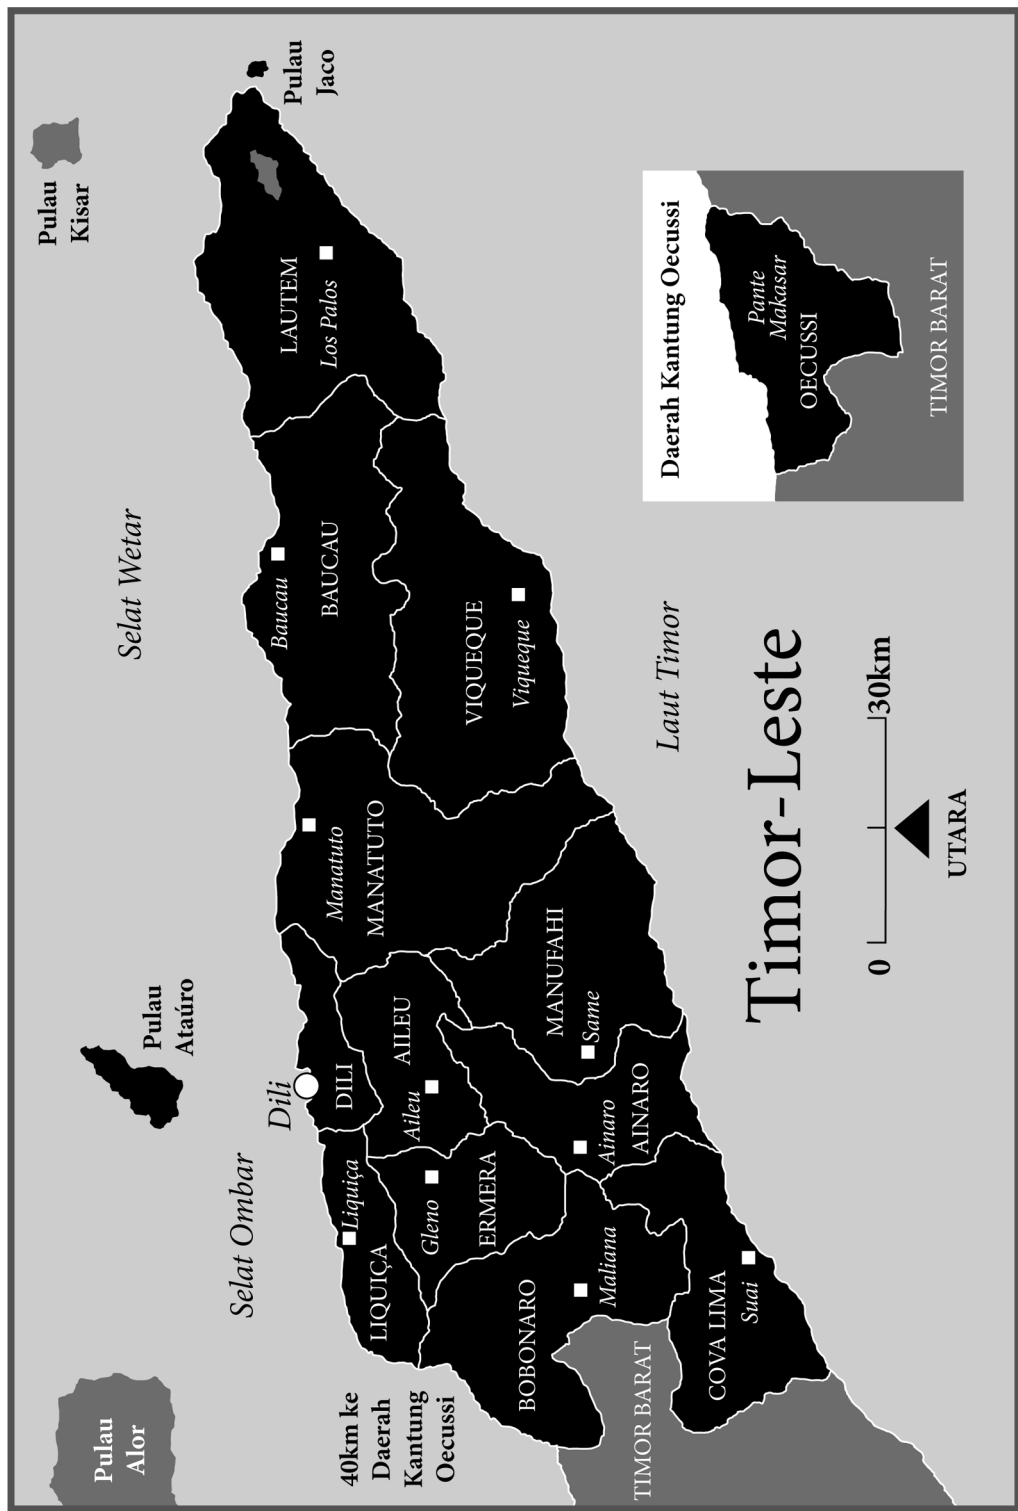 Pulau
Alor
Selat Ombar
Pulau
Ataúro
Selat Wetar
Pulau
Kisar
Pulau
Jaco
Dili
DILI
Liquiça
LIQUIÇA
Gleno
ERMERA
Aileu
AILEU
Manatuto
MANATUTO
Baucau
BAUCAU
LAUTEM
Los Palos
VIQUEQUE
Viqueque
MANUFAHI
Same
Ainaro
AINARO
BOBONARO
Maliana
COVA LIMA
Suai
TIMOR BARAT
40km ke
Daerah
Kantung
Oecussi
Laut Timor
Timor-Leste
0
30km
UTARA
Daerah Kantung Oecussi
Pante
Makasar
OECUSSI
TIMOR BARAT